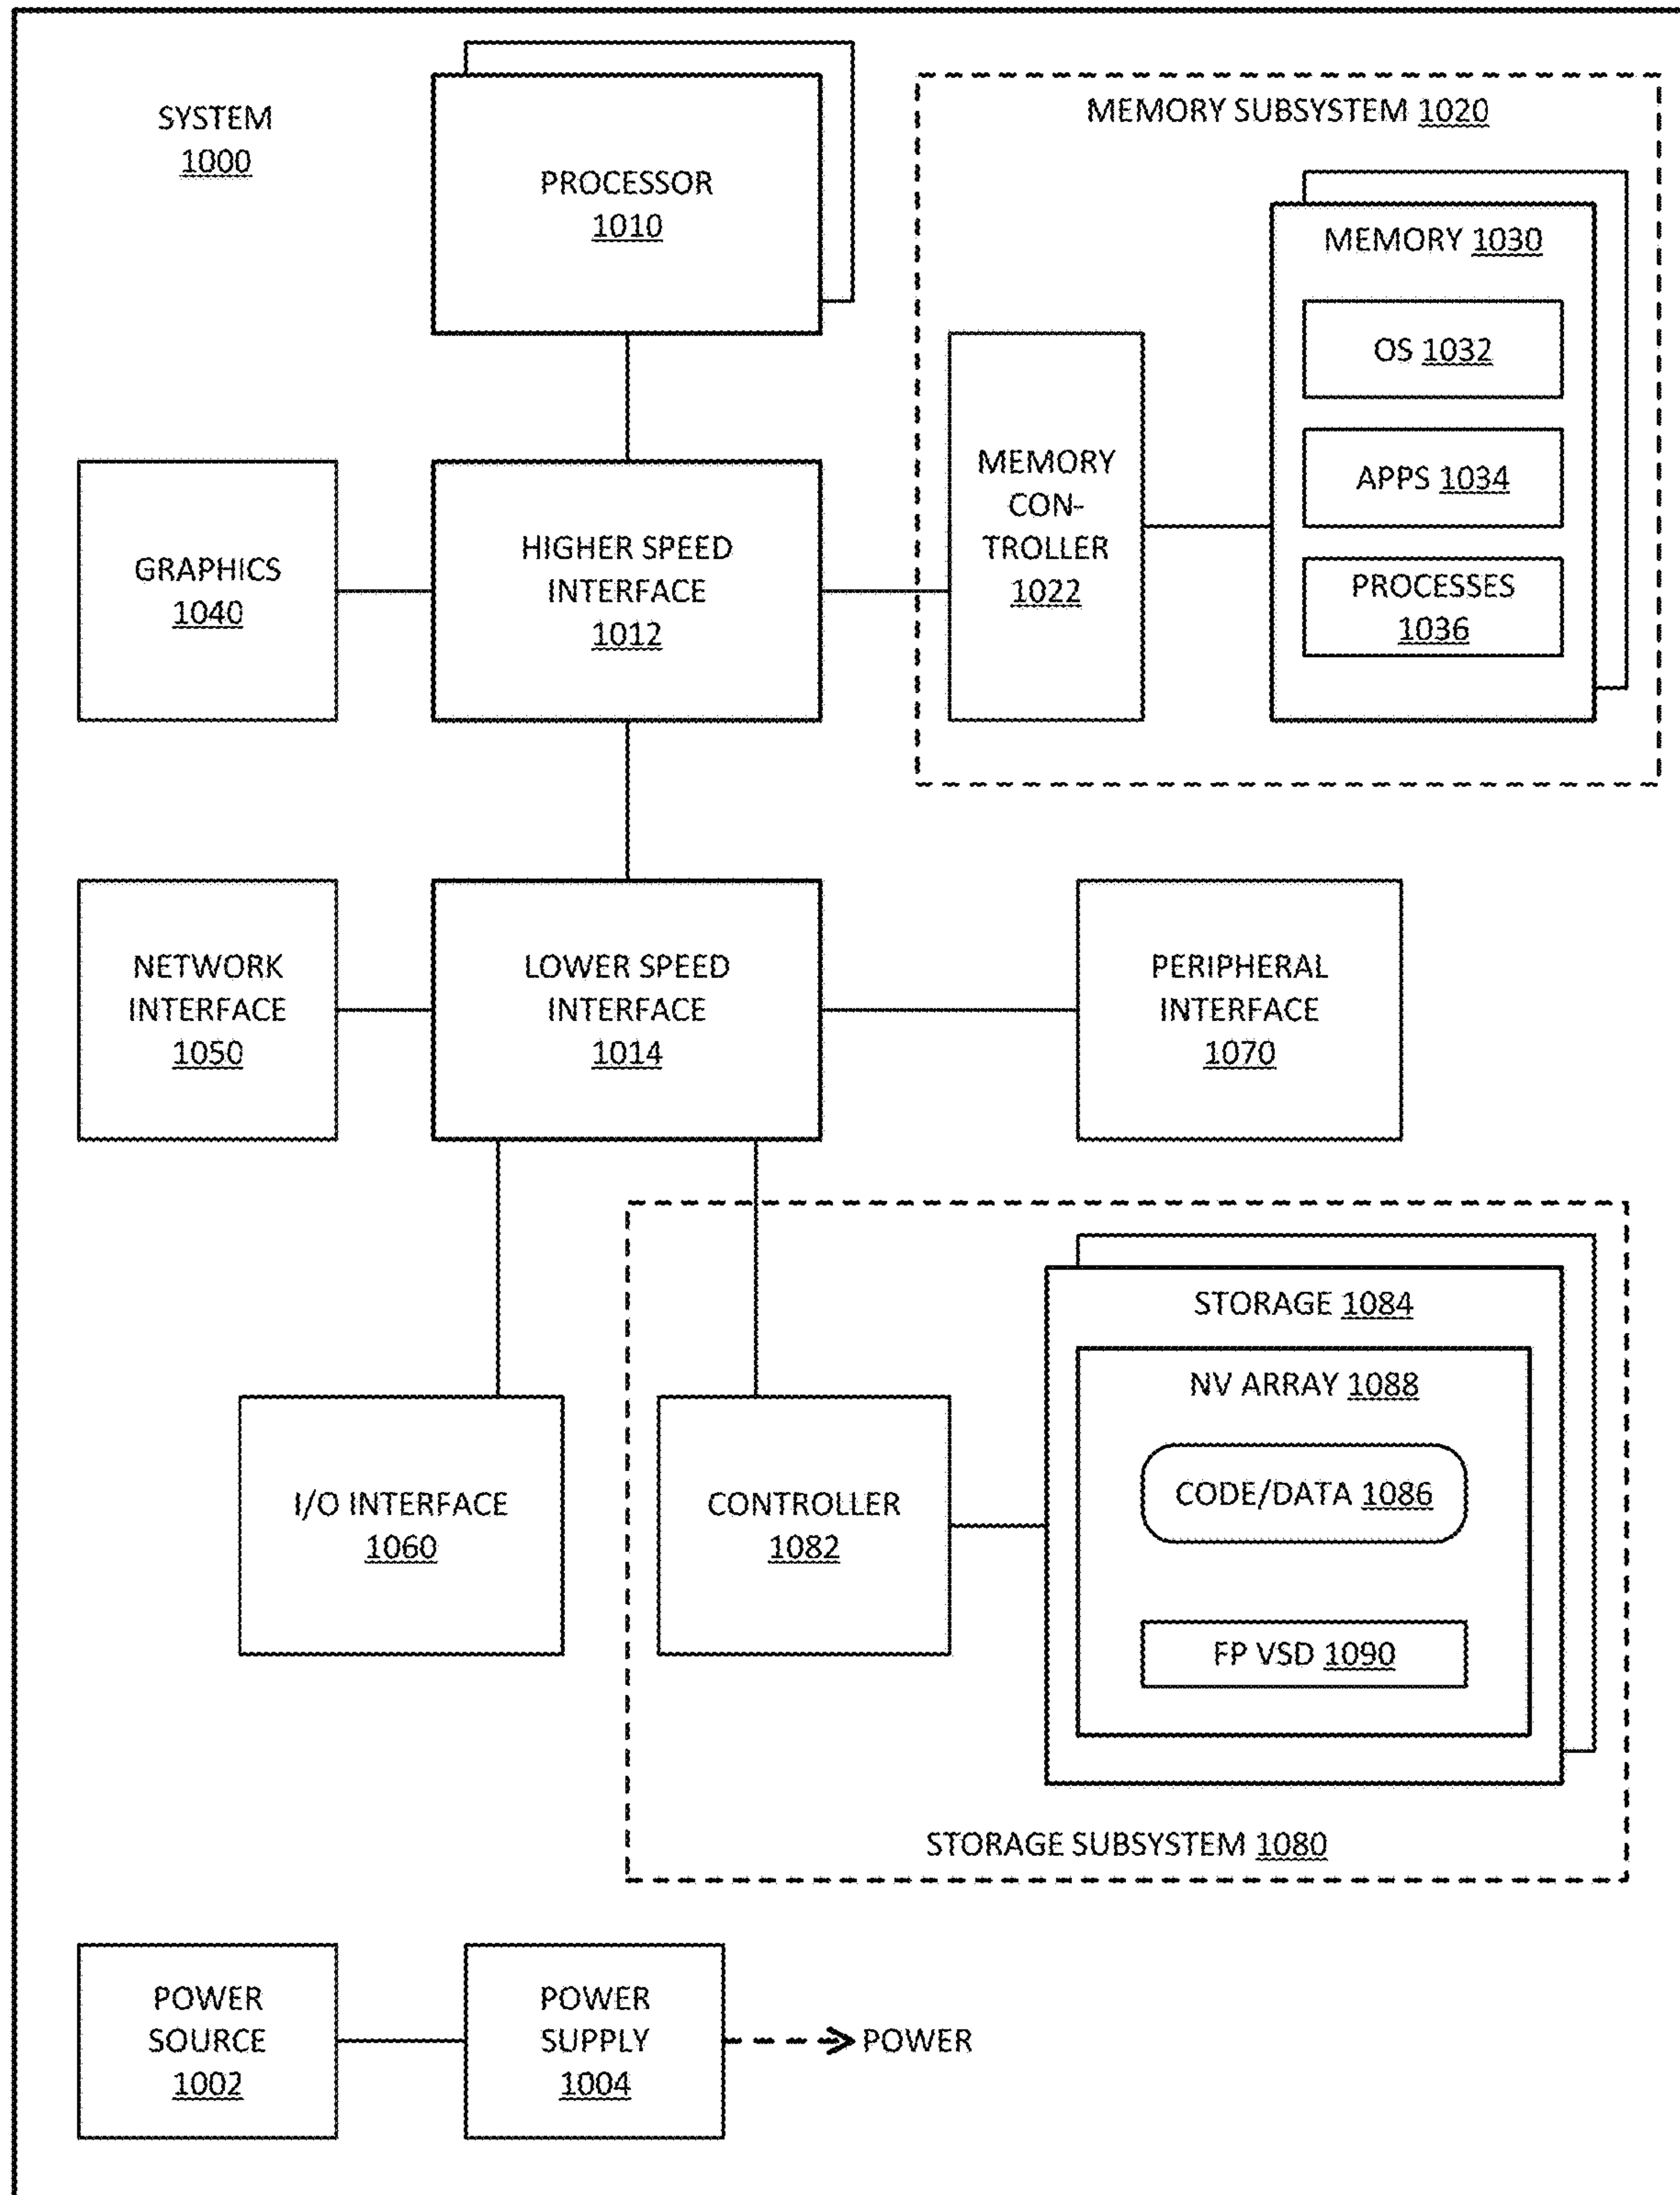 SYSTEM
1000
PROCESSOR
1010
MEMORY SUBSYSTEM 1020
MEMORY 1030
OS 1032
APPS 1034
PROCESSES
1036
MEMORY
CON-
TROLLER
1022
GRAPHICS
1040
HIGHER SPEED
INTERFACE
1012
NETWORK
INTERFACE
1050
LOWER SPEED
INTERFACE
1014
PERIPHERAL
INTERFACE
1070
I/O INTERFACE
1060
CONTROLLER
1082
STORAGE 1084
NV ARRAY 1088
CODE/DATA 1086
FP VSD 1090
STORAGE SUBSYSTEM 1080
POWER
SOURCE
1002
POWER
SUPPLY
1004
POWER